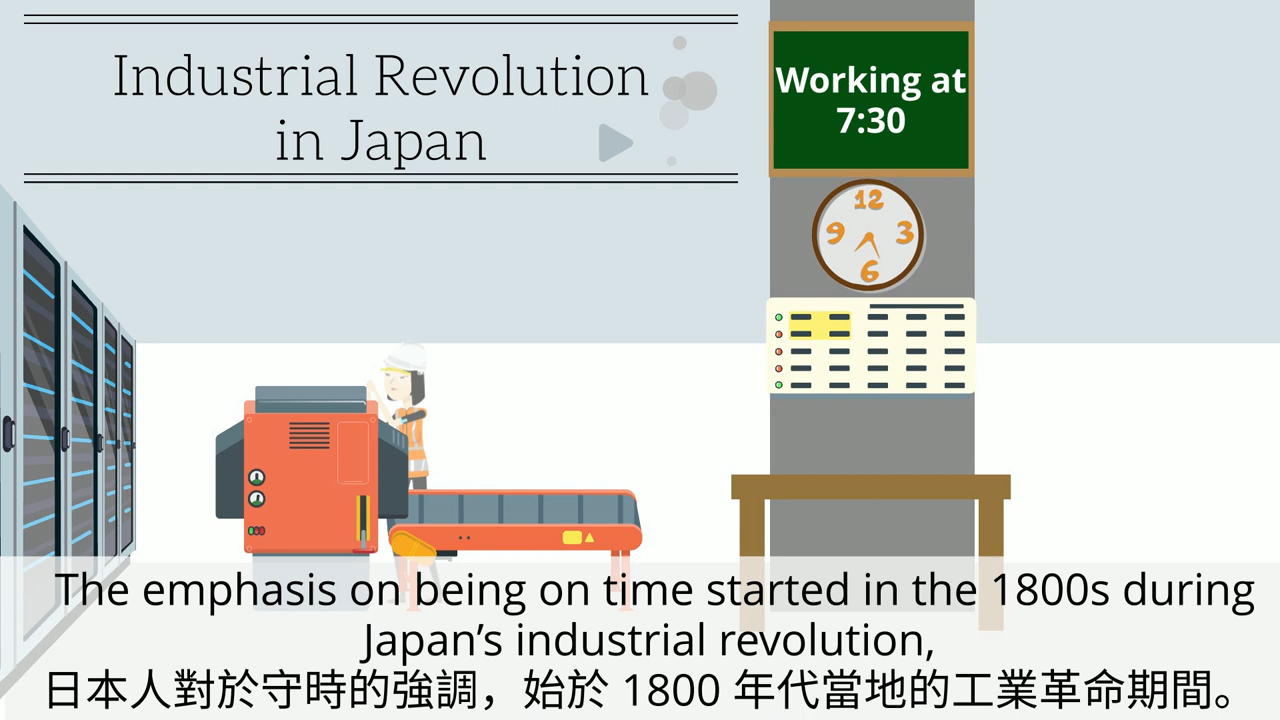 Industrial Revolution
in Japan
Working at
7:30
12
9 3
6
The emphasis on being on time started in the 1800s during
Japan’s industrial revolution,
日本人對於守時的強調，始於 1800 年代當地的工業革命期間。